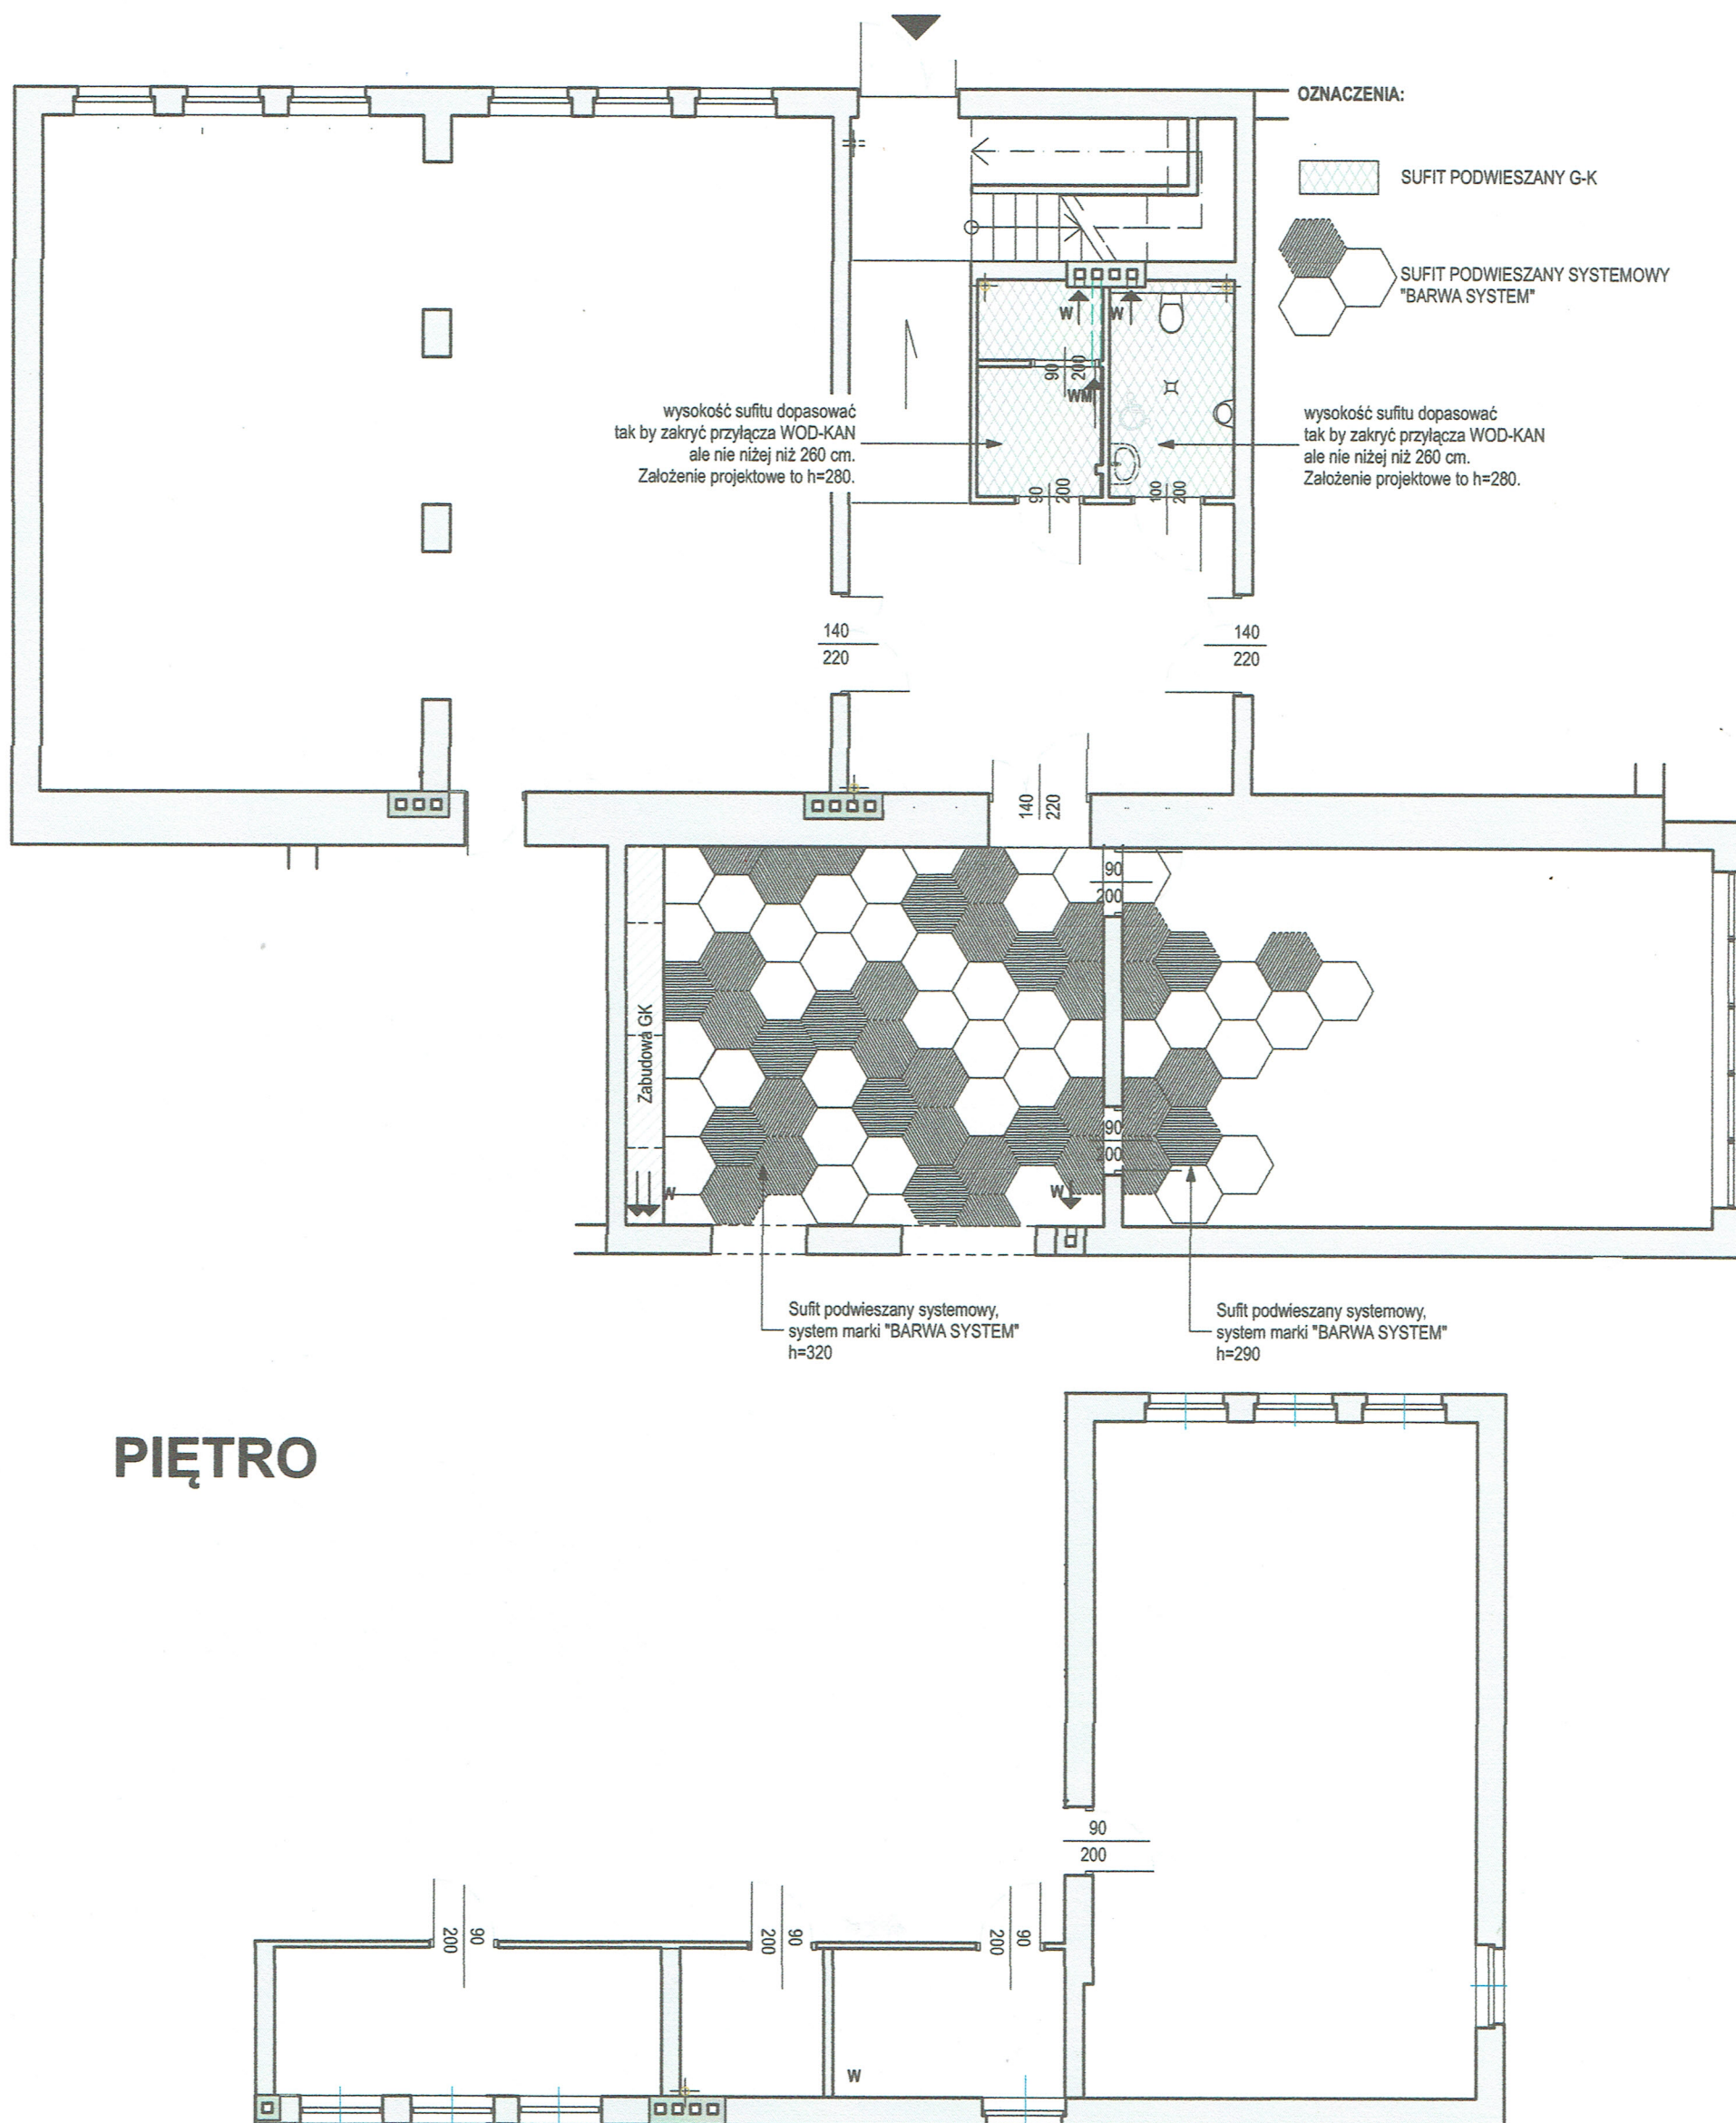 OZNACZENIA:
SUFIT PODWIESZANY G-K
SUFIT PODWIESZANY SYSTEMOWY
"BARWA SYSTEM"
W
W
90
200
WM
wysokość sufitu dopasować
tak by zakryć przyłącza WOD-KAN
ale nie niżej niż 260 cm.
Założenie projektowe to h=280.
wysokość sufitu dopasować
tak by zakryć przyłącza WOD-KAN
ale nie niżej niż 260 cm.
Założenie projektowe to h=280.
90
200
100
200
140
220
140
220
140
220
90
200
Zabudowa GK
90
200
W
W
Sufit podwieszany systemowy,
system marki "BARWA SYSTEM"
h=320
Sufit podwieszany systemowy,
system marki "BARWA SYSTEM"
h=290
PIĘTRO
90
200
90
200
90
200
90
200
W